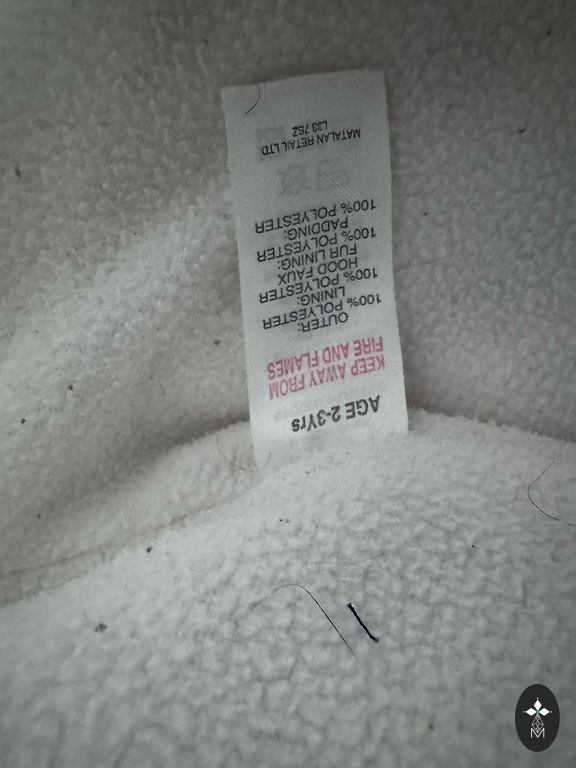 AGE 2-3Yrs
KEEP AWAY FROM
FIRE AND FLAMES
OUTER:
100% POLYESTER
LINING:
100% POLYESTER
HOOD FAUX
FUR LINING:
100% POLYESTER
PADDING:
100% POLYESTER
MATALAN RETAIL LTD
L33 7SZ
M